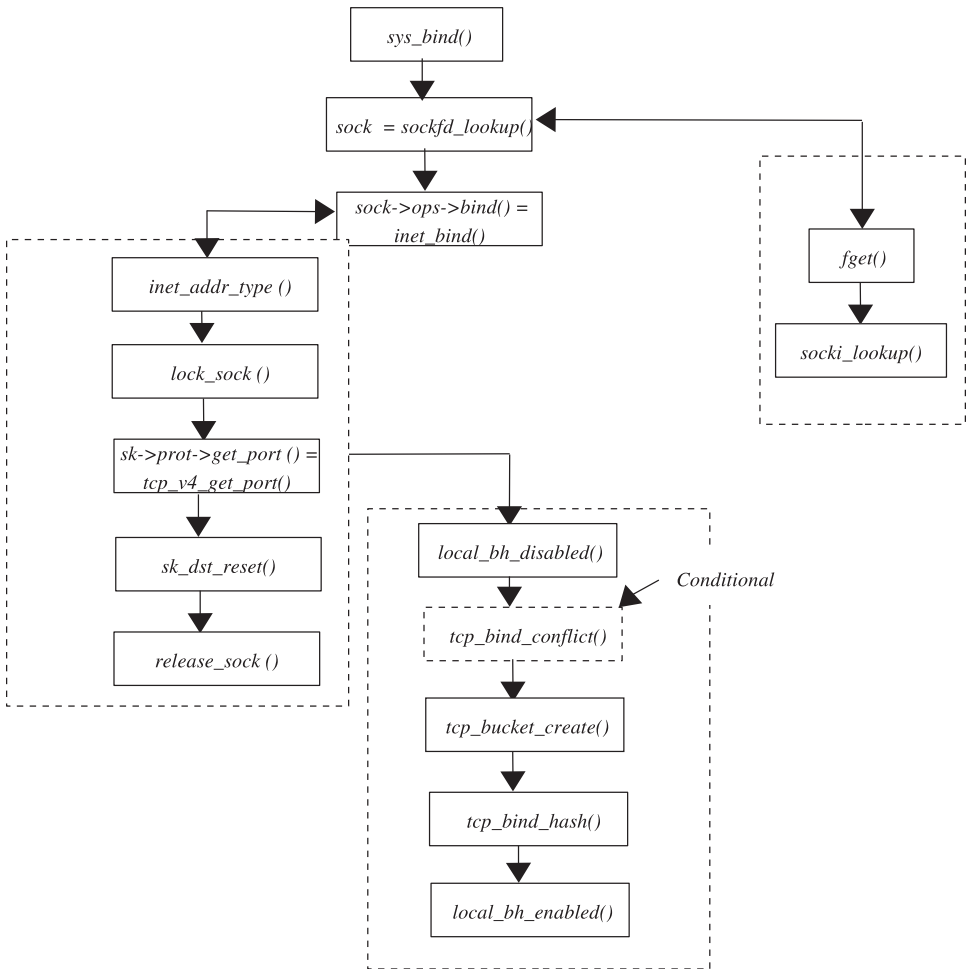 sys_bind()
sock = sockfd_lookup()
sock->ops->bind() =
inet_bind()
fget()
socki_lookup()
inet_addr_type ()
lock_sock ()
sk->prot->get_port () =
tcp_v4_get_port()
sk_dst_reset()
release_sock ()
local_bh_disabled()
Conditional
tcp_bind_conflict()
tcp_bucket_create()
tcp_bind_hash()
local_bh_enabled()